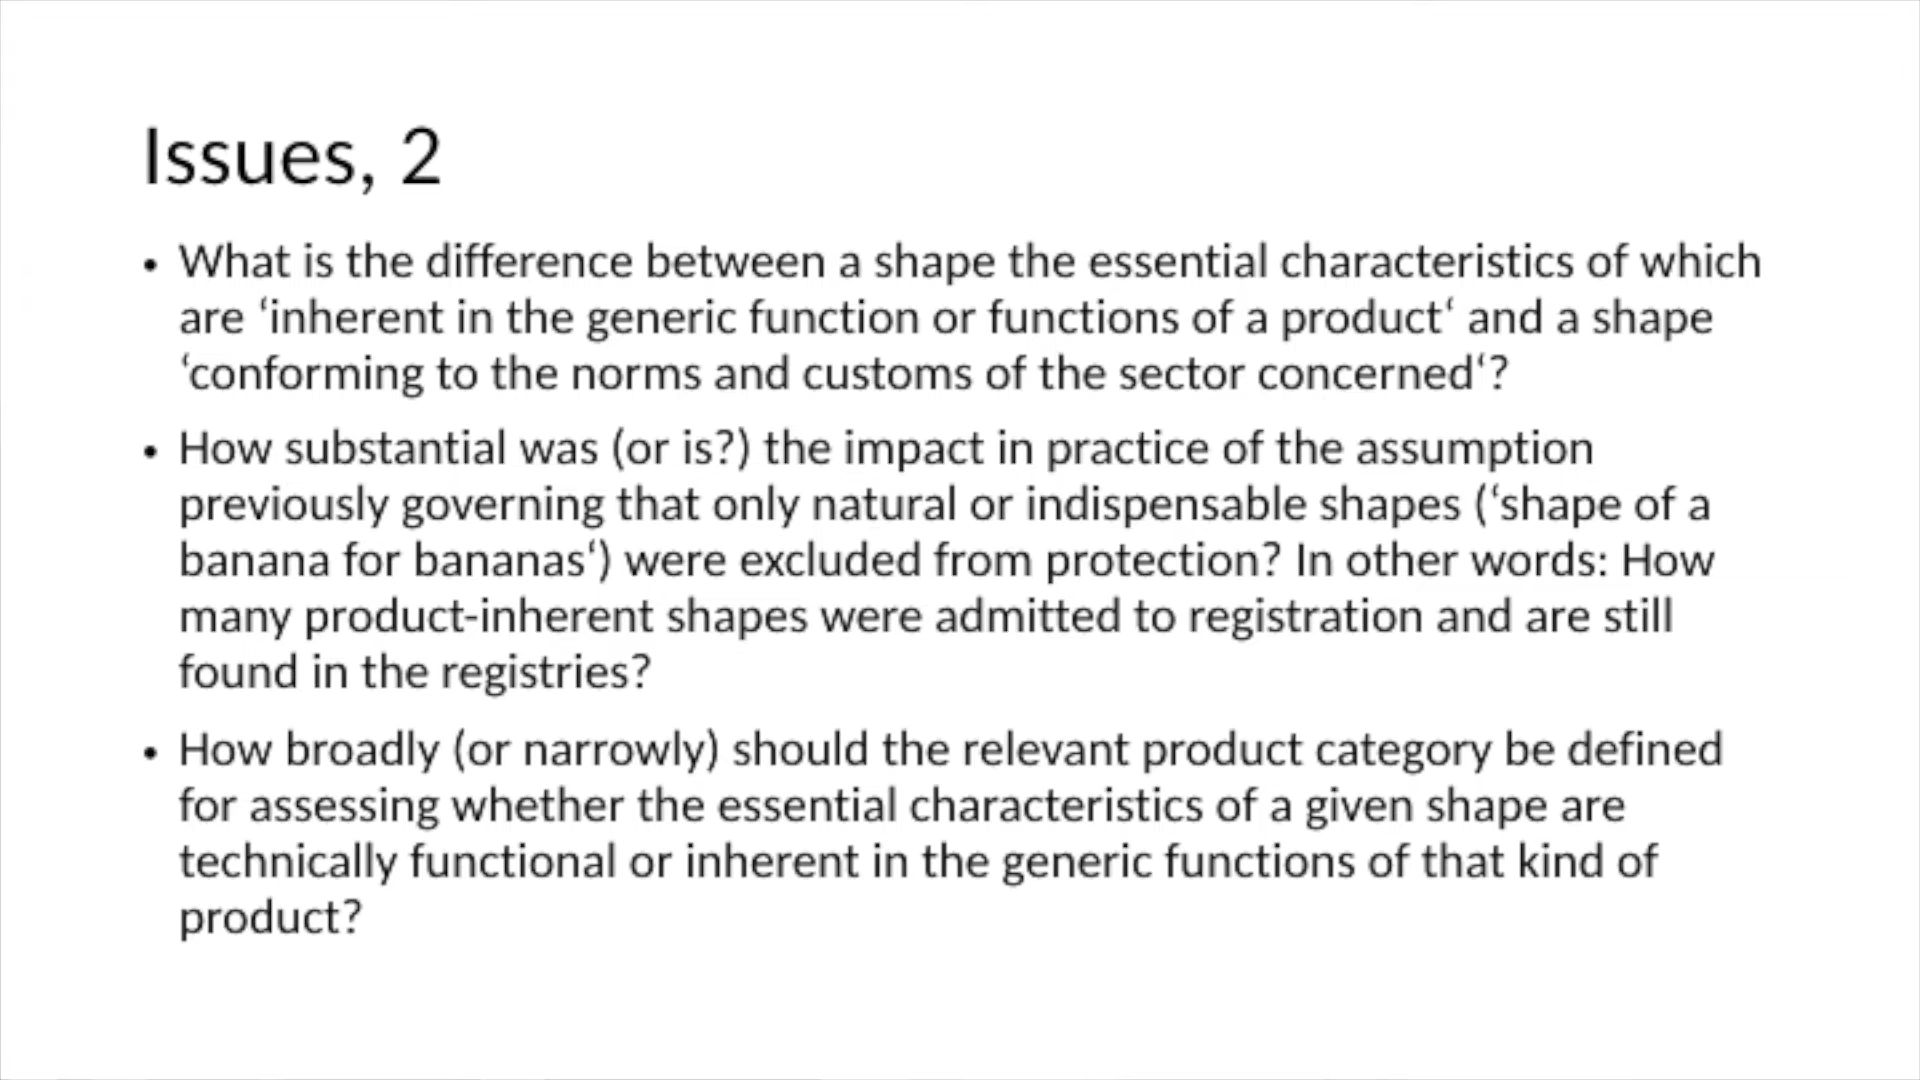 Issues, 2
• What is the difference between a shape the essential characteristics of which
are ‘inherent in the generic function or functions of a product‘ and a shape
‘conforming to the norms and customs of the sector concerned‘?
• How substantial was (or is?) the impact in practice of the assumption
previously governing that only natural or indispensable shapes (‘shape of a
banana for bananas‘) were excluded from protection? In other words: How
many product-inherent shapes were admitted to registration and are still
found in the registries?
• How broadly (or narrowly) should the relevant product category be defined
for assessing whether the essential characteristics of a given shape are
technically functional or inherent in the generic functions of that kind of
product?